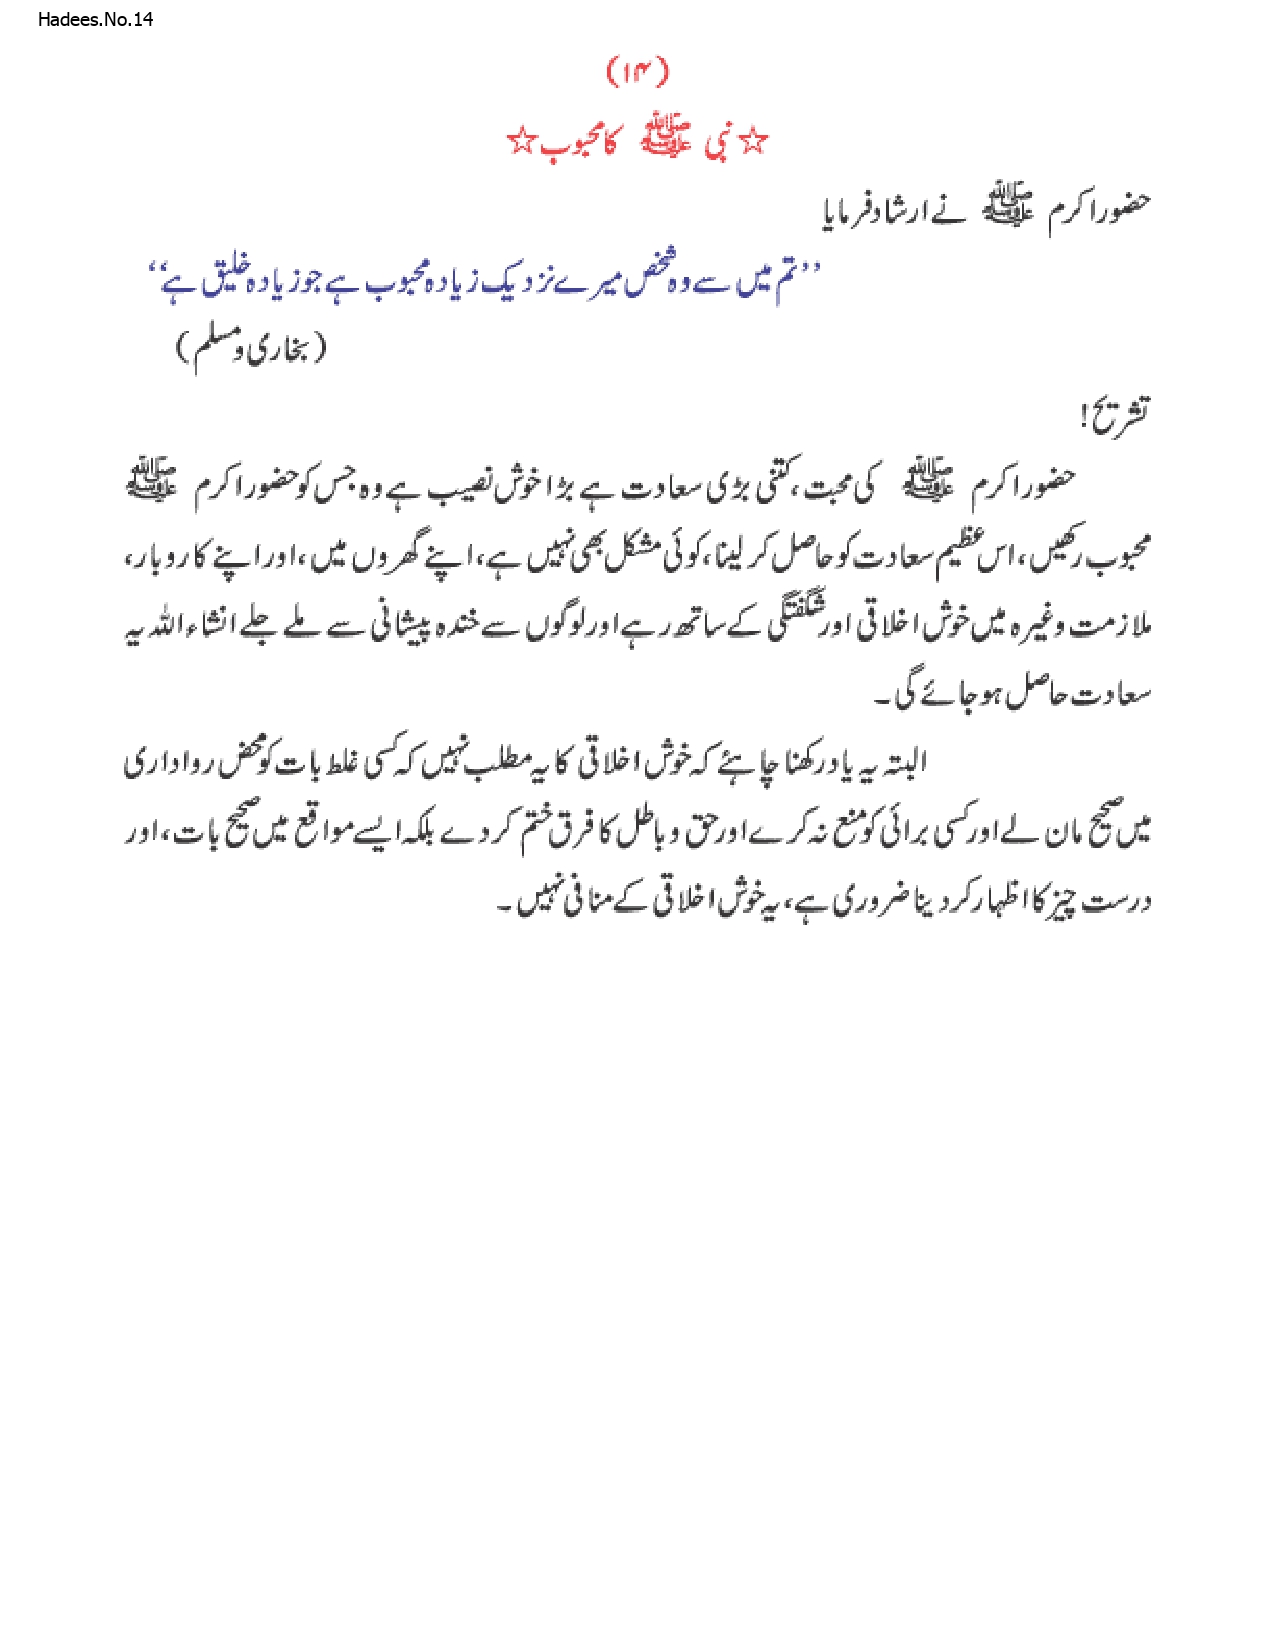 Hadees.No.14
(۱۴)
☆ نبی ﷺ کا محبوب ☆
حضور اکرم ﷺ نے ارشاد فرمایا
’’تم میں سے وہ شخص میرے نزدیک زیادہ محبوب ہے جو زیادہ خلیق ہے‘‘
(بخاری و مسلم)
تشریح!
حضور اکرم ﷺ کی محبت، کتنی بڑی سعادت ہے بڑا خوش نصیب ہے وہ جس کو حضور اکرم ﷺ
محبوب رکھیں، اس عظیم سعادت کو حاصل کر لینا، کوئی مشکل بھی نہیں ہے، اپنے گھروں میں، اور اپنے کاروبار،
ملازمت وغیرہ میں خوش اخلاقی اور شگفتگی کے ساتھ رہے اور لوگوں سے خندہ پیشانی سے ملے جلے انشاء اللہ یہ
سعادت حاصل ہو جائے گی۔
البتہ یہ یاد رکھنا چاہئے کہ خوش اخلاقی کا یہ مطلب نہیں کہ کسی غلط بات کو محض رواداری
میں صحیح مان لے اور کسی برائی کو منع نہ کرے اور حق و باطل کا فرق ختم کر دے بلکہ ایسے مواقع میں صحیح بات، اور
درست چیز کا اظہار کر دینا ضروری ہے، یہ خوش اخلاقی کے منافی نہیں۔